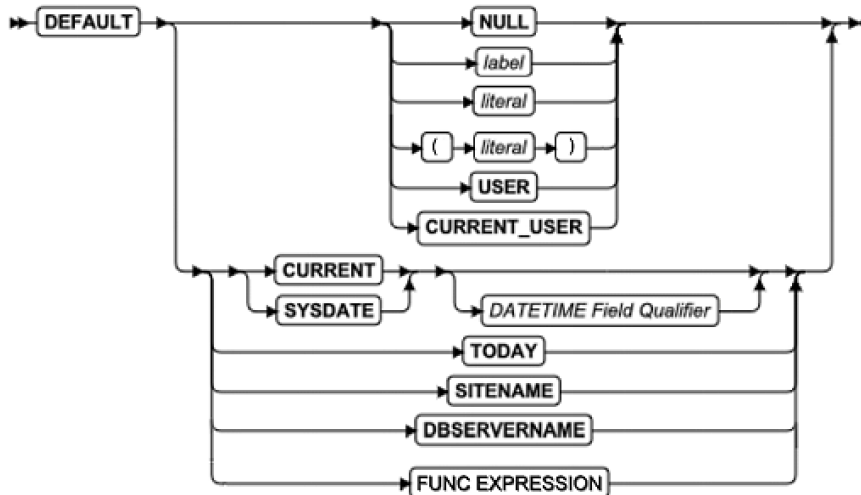 DEFAULT NULL
label
literal
( literal )
USER
CURRENT_USER
CURRENT
SYSDATE DATETIME Field Qualifier
TODAY
SITENAME
DBSERVERNAME
FUNC EXPRESSION